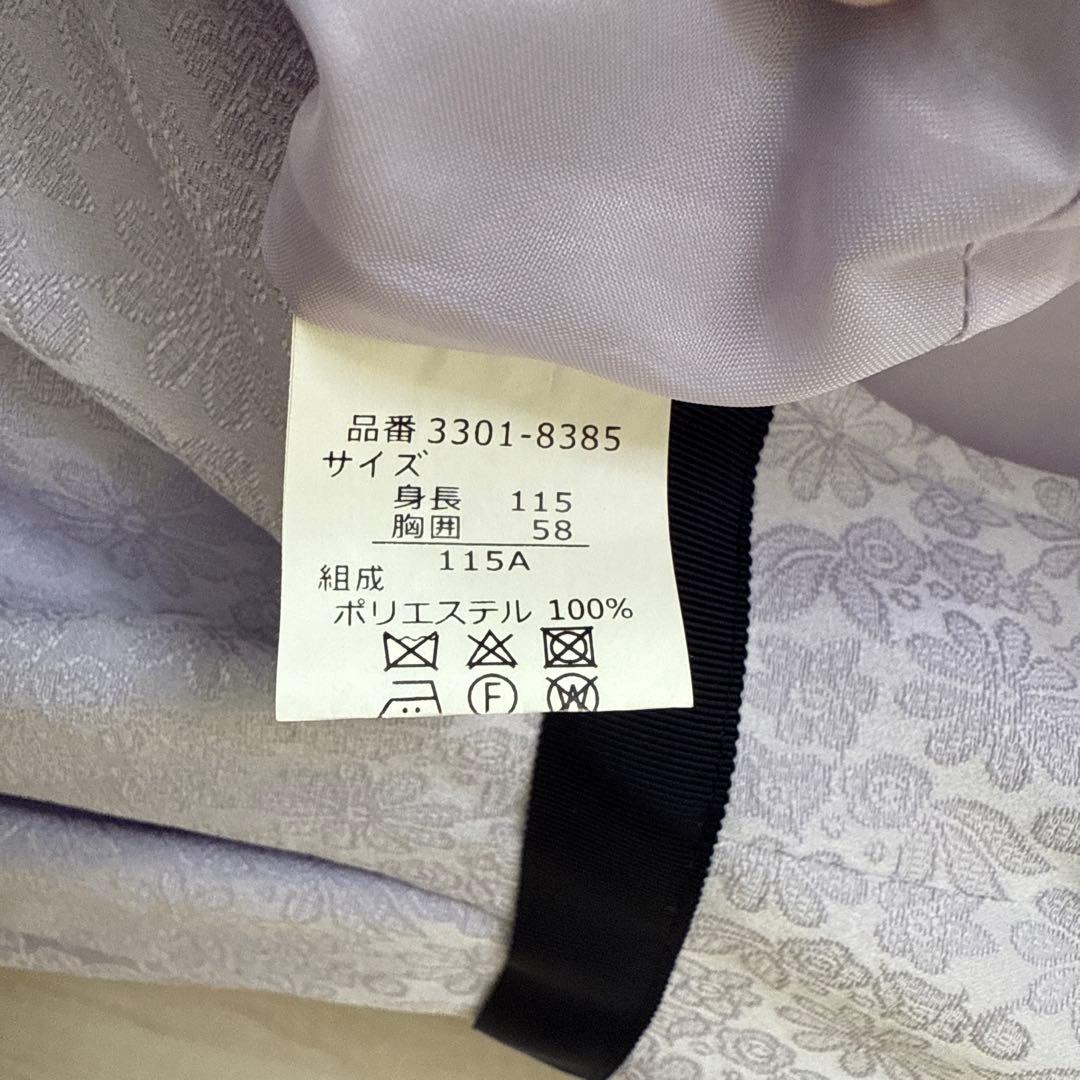 品番 3301-8385
サイズ
身長 115
胸囲 58
115A
組成
ポリエステル 100%
F W